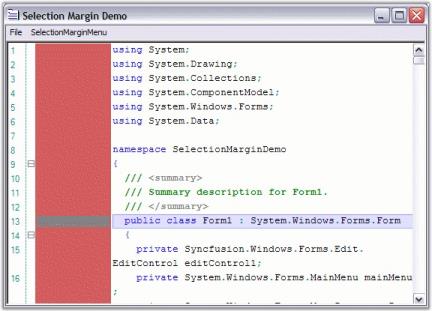 Selection Margin Demo
File SelectionMarginMenu
1 using System;
2 using System.Drawing;
3 using System.Collections;
4 using System.ComponentModel;
5 using System.Windows.Forms;
6 using System.Data;
7
8 namespace SelectionMarginDemo
9 {
10 /// <summary>
11 /// Summary description for Form1.
12 /// </summary>
13 public class Form1 : System.Windows.Forms.Form
14 {
15 private Syncfusion.Windows.Forms.Edit.
EditControl editControl1;
16 private System.Windows.Forms.MainMenu mainMenu
;